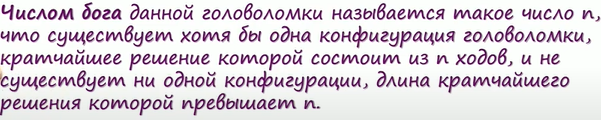 Числом бога данной головоломки называется такое число n,
что существует хотя бы одна конфигурация головоломки,
кратчайшее решение которой состоит из n ходов, и не
существует ни одной конфигурации, длина кратчайшего
решения которой превышает n.